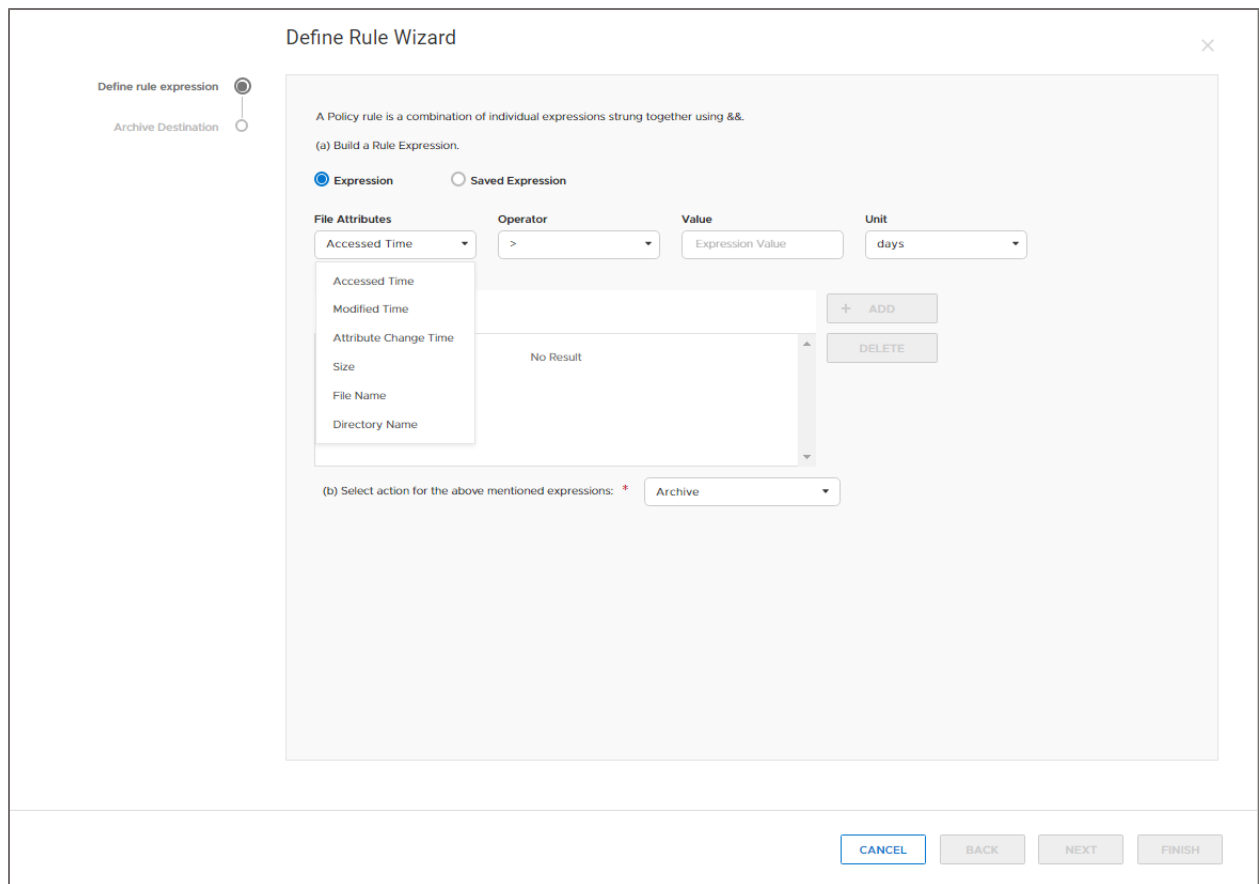 Define Rule Wizard
Define rule expression
Archive Destination
A Policy rule is a combination of individual expressions strung together using &&.
(a) Build a Rule Expression.
Expression Saved Expression
File Attributes Operator Value Unit
Accessed Time > Expression Value days
Accessed Time
Modified Time
Attribute Change Time
Size
File Name
Directory Name
+ ADD
DELETE
No Result
(b) Select action for the above mentioned expressions: * Archive
CANCEL BACK NEXT FINISH